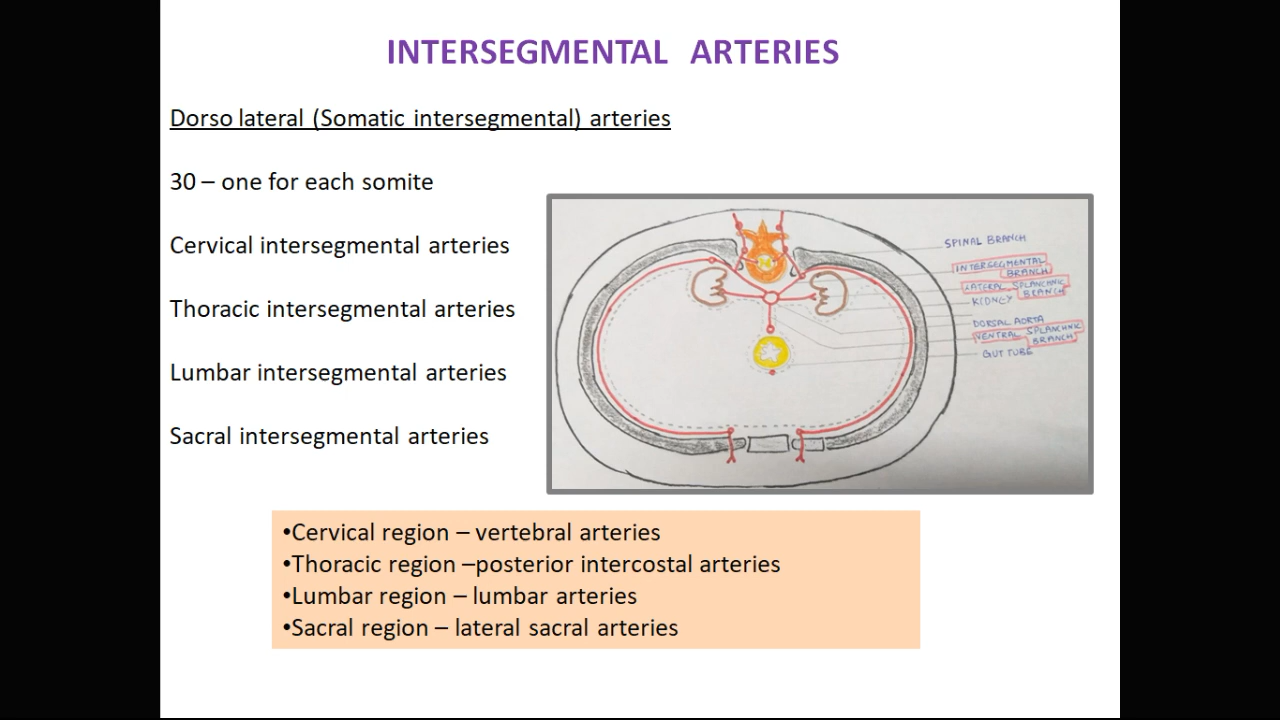 INTERSEGMENTAL ARTERIES
Dorso lateral (Somatic intersegmental) arteries
30 – one for each somite
Cervical intersegmental arteries
Thoracic intersegmental arteries
Lumbar intersegmental arteries
Sacral intersegmental arteries
SPINAL BRANCH
INTERSEGMENTAL
BRANCH
LATERAL SPLANCHNIC
BRANCH
KIDNEY
DORSAL AORTA
VENTRAL SPLANCHNIC
BRANCH
GUT TUBE
•Cervical region – vertebral arteries
•Thoracic region –posterior intercostal arteries
•Lumbar region – lumbar arteries
•Sacral region – lateral sacral arteries